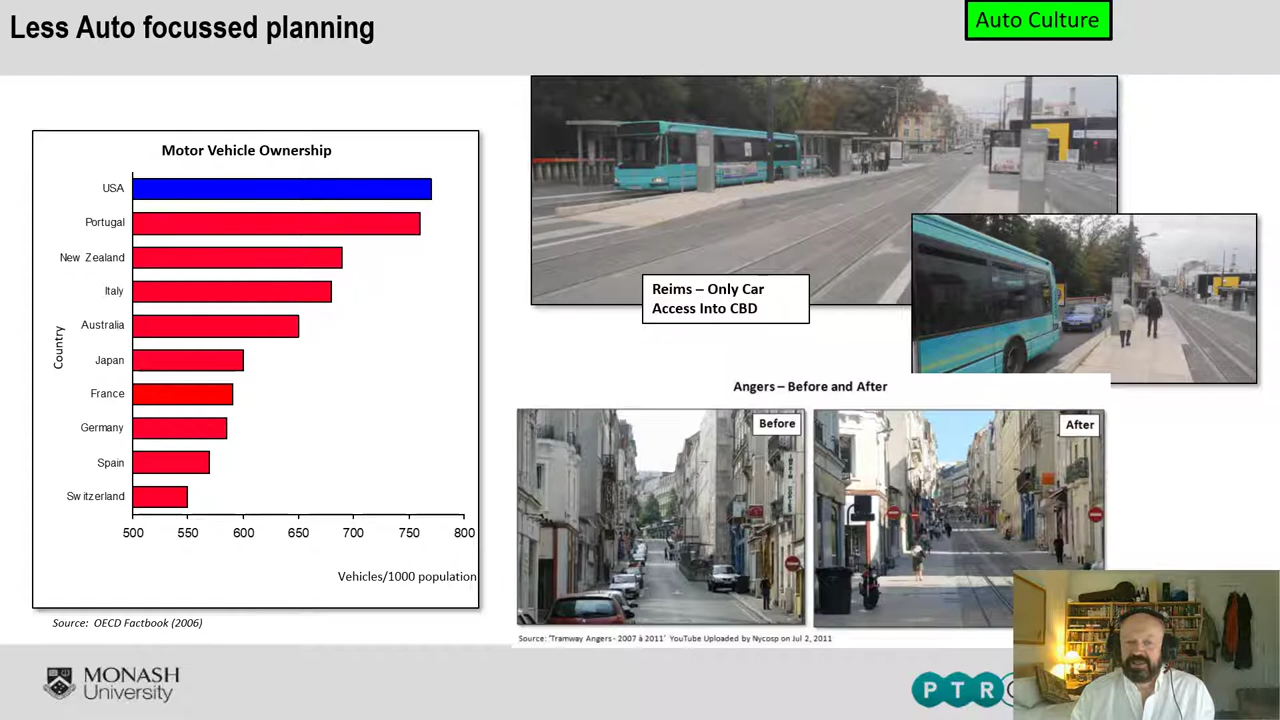 Less Auto focussed planning
Auto Culture
Motor Vehicle Ownership
Country
USA
Portugal
New Zealand
Italy
Australia
Japan
France
Germany
Spain
Switzerland
500 550 600 650 700 750 800
Vehicles/1000 population
Source: OECD Factbook (2006)
Reims – Only Car
Access Into CBD
Angers – Before and After
Before
After
Source: 'Tramway Angers - 2007 à 2011' YouTube Uploaded by Nycosp on Jul 2, 2011
MONASH
University
PTR